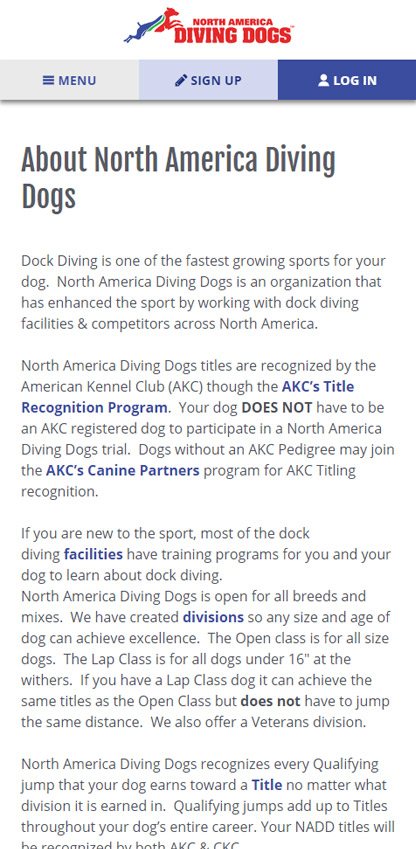 NORTH AMERICA
DIVING DOGS™
MENU
SIGN UP
LOG IN
About North America Diving
Dogs
Dock Diving is one of the fastest growing sports for your
dog.  North America Diving Dogs is an organization that
has enhanced the sport by working with dock diving
facilities & competitors across North America.
North America Diving Dogs titles are recognized by the
American Kennel Club (AKC) though the AKC's Title
Recognition Program.  Your dog DOES NOT have to be
an AKC registered dog to participate in a North America
Diving Dogs trial.  Dogs without an AKC Pedigree may join
the AKC's Canine Partners program for AKC Titling
recognition.
If you are new to the sport, most of the dock
diving facilities have training programs for you and your
dog to learn about dock diving.
North America Diving Dogs is open for all breeds and
mixes.  We have created divisions so any size and age of
dog can achieve excellence.  The Open class is for all size
dogs.  The Lap Class is for all dogs under 16" at the
withers.  If you have a Lap Class dog it can achieve the
same titles as the Open Class but does not have to jump
the same distance.  We also offer a Veterans division.
North America Diving Dogs recognizes every Qualifying
jump that your dog earns toward a Title no matter what
division it is earned in.  Qualifying jumps add up to Titles
throughout your dog's entire career. Your NADD titles will
be recognized by both AKC & CKC.